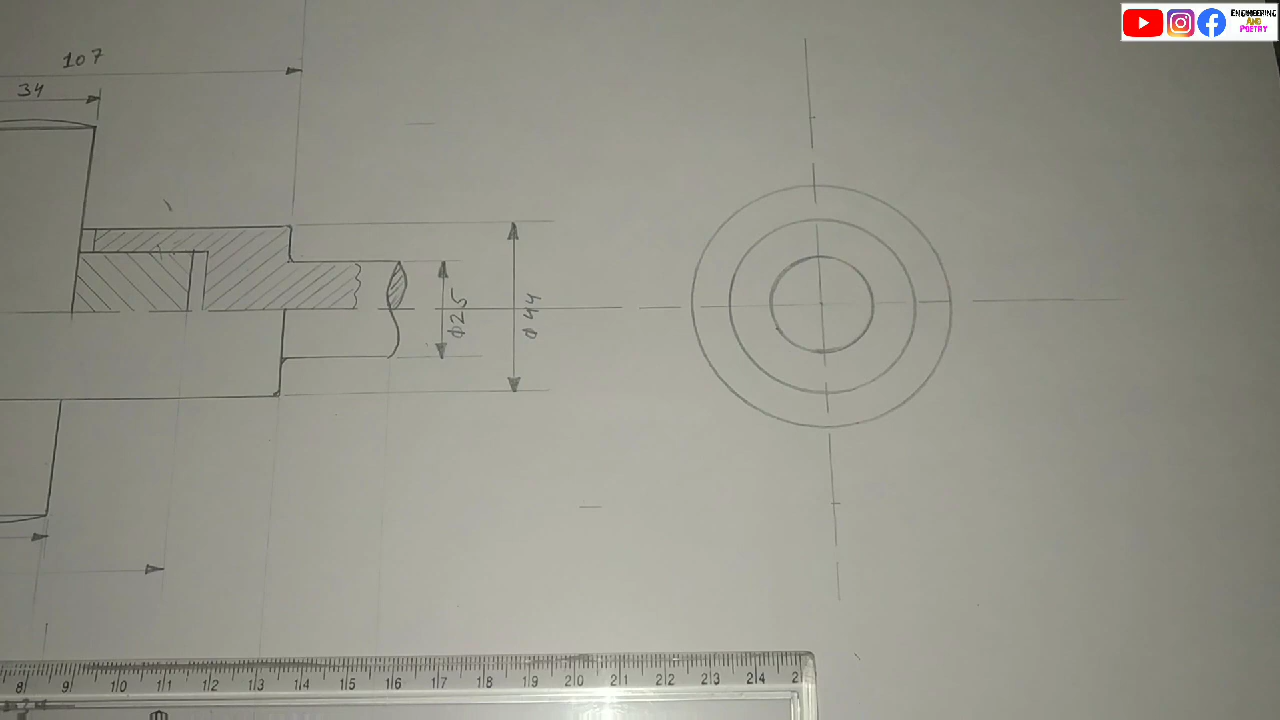 ENGINEERING
AND
POETRY
107
34
Φ25
Φ44
8 9 10 11 12 13 14 15 16 17 18 19 20 21 22 23 24 2